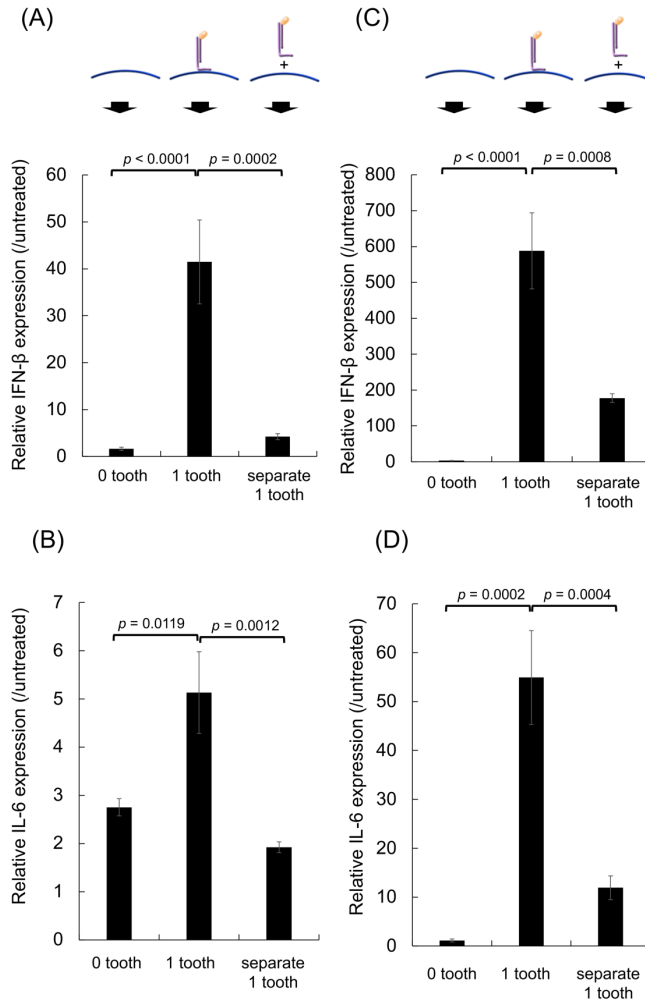 (A)
+
p < 0.0001
p = 0.0002
Relative IFN-β expression (/untreated)
60
50
40
30
20
10
0
0 tooth
1 tooth
separate
1 tooth
(B)
p = 0.0119
p = 0.0012
Relative IL-6 expression (/untreated)
7
6
5
4
3
2
1
0
0 tooth
1 tooth
separate
1 tooth
(C)
+
p < 0.0001
p = 0.0008
Relative IFN-β expression (/untreated)
800
700
600
500
400
300
200
100
0
0 tooth
1 tooth
separate
1 tooth
(D)
p = 0.0002
p = 0.0004
Relative IL-6 expression (/untreated)
70
60
50
40
30
20
10
0
0 tooth
1 tooth
separate
1 tooth